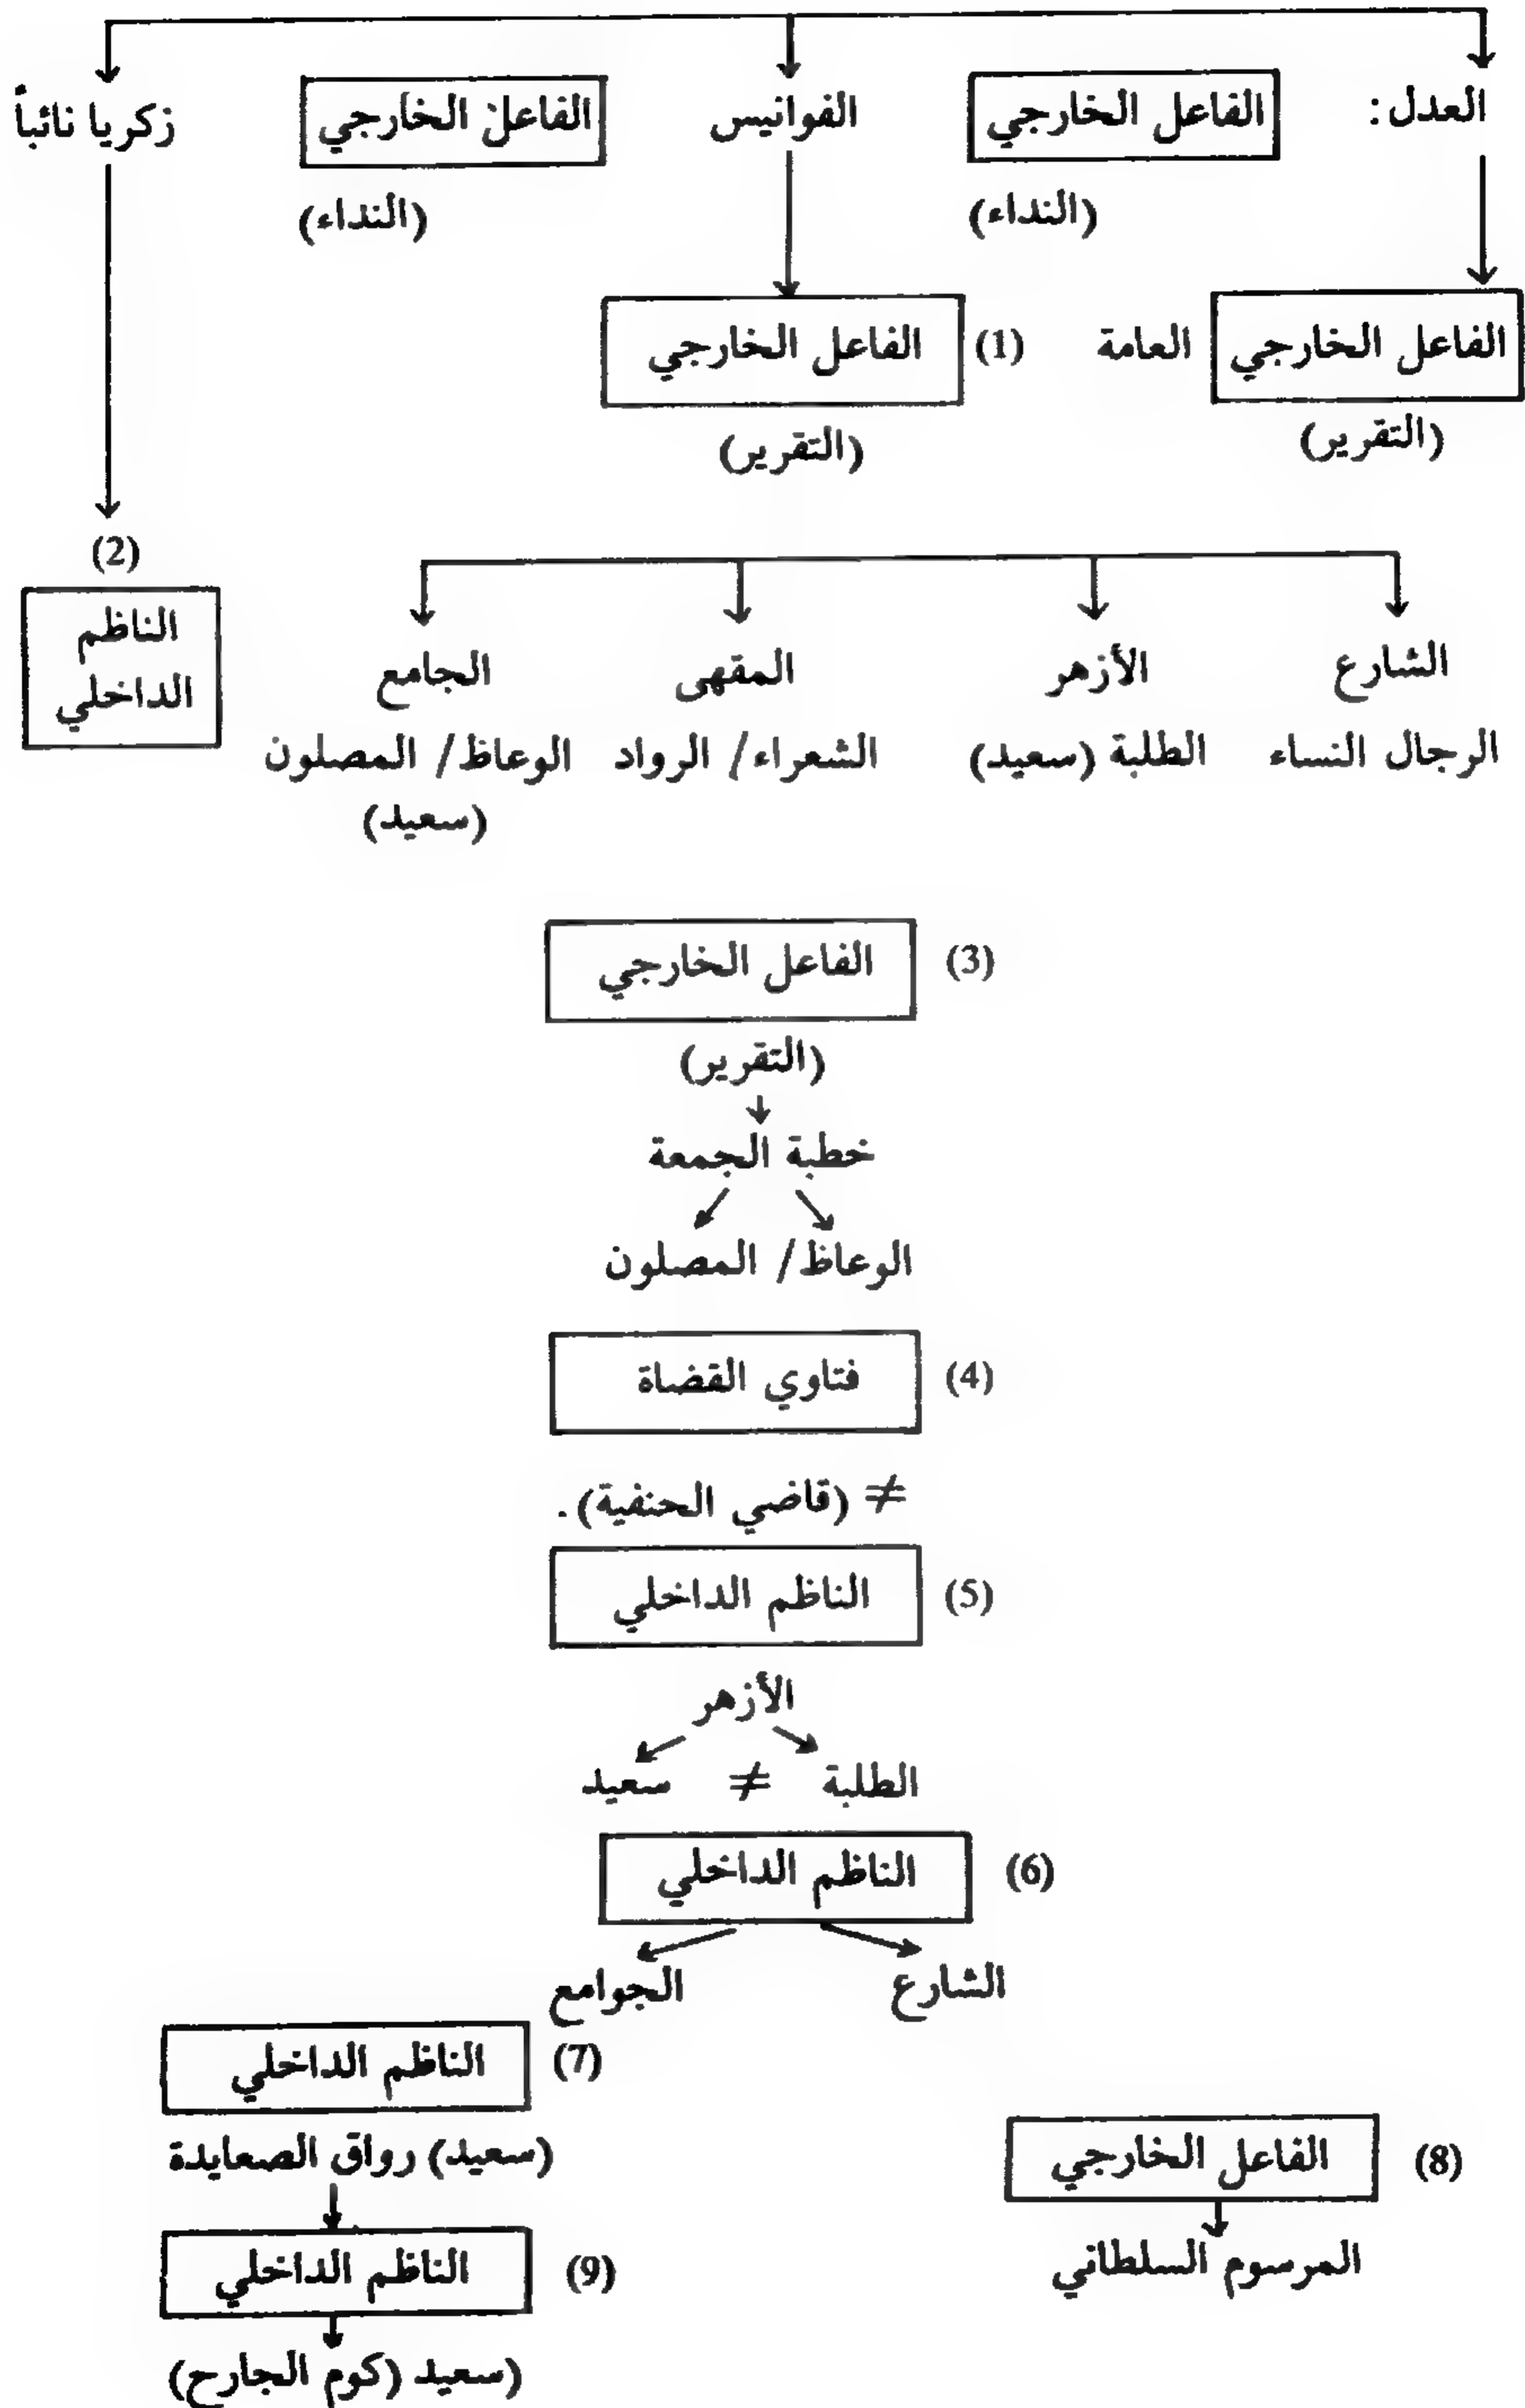 العدل: الفاعل الخارجي الفوانيس الفاعل الخارجي زكريا نائباً
(النداء) (النداء)
الفاعل الخارجي العامة (1) الفاعل الخارجي
(التقرير) (التقرير)
(2)
الناظم
الداخلي
الشارع الأزهر المقهى الجامع
الرجال النساء الطلبة (سعيد) الشعراء/ الرواد الوعاظ/ المصلون
(سعيد)
(3) الفاعل الخارجي
(التقرير)
خطبة الجمعة
الوعاظ/ المصلون
(4) فتاوي القضاة
≠ (قاضي الحنفية).
(5) الناظم الداخلي
الأزهر
الطلبة ≠ سعيد
(6) الناظم الداخلي
الشارع الجوامع
(7) الناظم الداخلي
(سعيد) رواق الصعايدة
(8) الفاعل الخارجي
المرسوم السلطاني
(9) الناظم الداخلي
(سعيد (كوم الجارح)